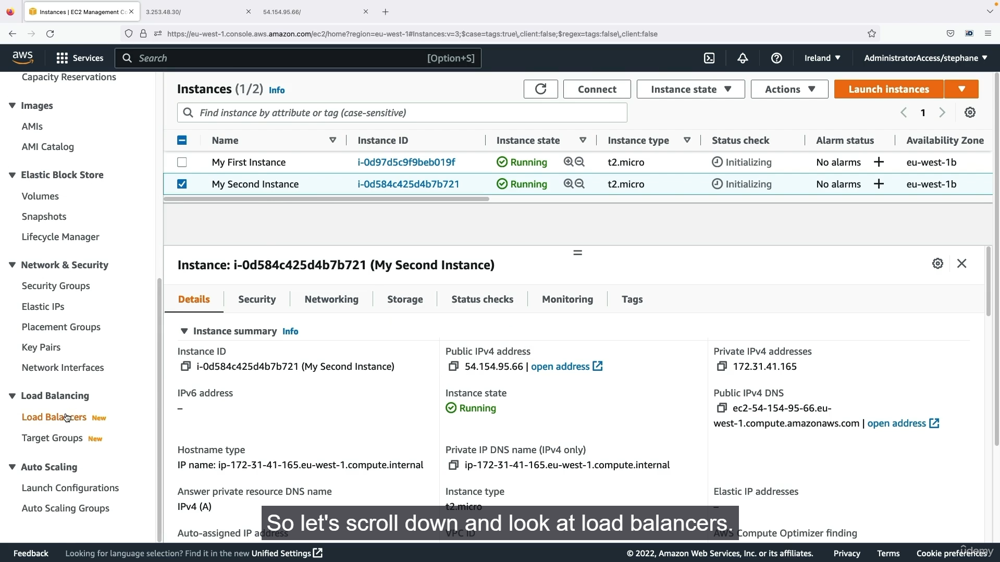 Instances | EC2 Management Co
3.253.48.30/
54.154.95.66/
https://eu-west-1.console.aws.amazon.com/ec2/home?region=eu-west-1#Instances:v=3;$case=tags:true\,client:false;$regex=tags:false\,client:false
iD
aws
Services
Search
[Option+S]
Ireland
AdministratorAccess/stephane
Capacity Reservations
Images
AMIs
AMI Catalog
Elastic Block Store
Volumes
Snapshots
Lifecycle Manager
Network & Security
Security Groups
Elastic IPs
Placement Groups
Key Pairs
Network Interfaces
Load Balancing
Load Balancers New
Target Groups New
Auto Scaling
Launch Configurations
Auto Scaling Groups
Instances (1/2) Info
Connect
Instance state
Actions
Launch instances
Find instance by attribute or tag (case-sensitive)
1
Name Instance ID Instance state Instance type Status check Alarm status Availability Zone
My First Instance i-0d97d5c9f9beb019f Running t2.micro Initializing No alarms + eu-west-1b
My Second Instance i-0d584c425d4b7b721 Running t2.micro Initializing No alarms + eu-west-1b
Instance: i-0d584c425d4b7b721 (My Second Instance)
Details Security Networking Storage Status checks Monitoring Tags
Instance summary Info
Instance ID
i-0d584c425d4b7b721 (My Second Instance)
Public IPv4 address
54.154.95.66 | open address
Private IPv4 addresses
172.31.41.165
IPv6 address
–
Instance state
Running
Public IPv4 DNS
ec2-54-154-95-66.eu-
west-1.compute.amazonaws.com | open address
Hostname type
IP name: ip-172-31-41-165.eu-west-1.compute.internal
Private IP DNS name (IPv4 only)
ip-172-31-41-165.eu-west-1.compute.internal
Answer private resource DNS name
IPv4 (A)
Instance type
t2.micro
Elastic IP addresses
–
Auto-assigned IP address
VPC ID
AWS Compute Optimizer finding
So let's scroll down and look at load balancers.
Feedback
Looking for language selection? Find it in the new Unified Settings
© 2022, Amazon Web Services, Inc. or its affiliates.
Privacy
Terms
Cookie preferences
ûdemy